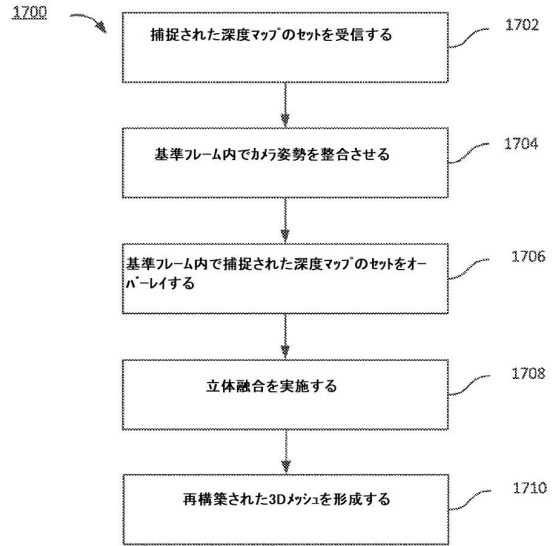 1700
捕捉された深度マップのセットを受信する
1702
基準フレーム内でカメラ姿勢を整合させる
1704
基準フレーム内で捕捉された深度マップのセットをオー
バーレイする
1706
立体融合を実施する
1708
再構築された3Dメッシュを形成する
1710